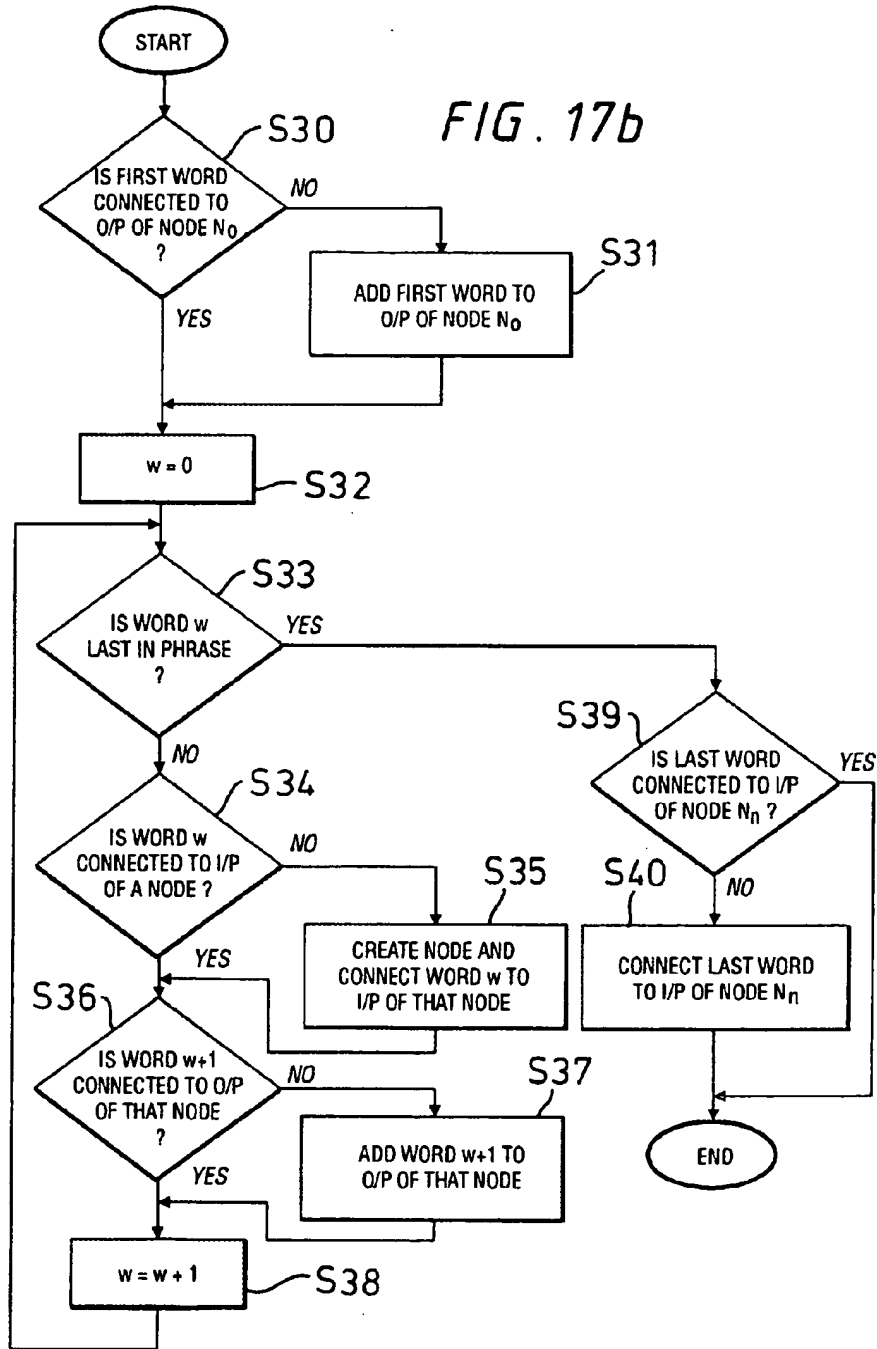 START
FIG. 17b
S30
IS FIRST WORD
CONNECTED TO
O/P OF NODE N₀
?
NO
YES
S31
ADD FIRST WORD TO
O/P OF NODE N₀
w = 0
S32
S33
IS WORD w
LAST IN PHRASE
?
YES
NO
S34
IS WORD w
CONNECTED TO I/P
OF A NODE ?
NO
YES
S35
CREATE NODE AND
CONNECT WORD w TO
I/P OF THAT NODE
S36
IS WORD w+1
CONNECTED TO O/P
OF THAT NODE
?
NO
YES
S37
ADD WORD w+1 TO
O/P OF THAT NODE
w = w + 1
S38
S39
IS LAST WORD
CONNECTED TO I/P
OF NODE Nₙ ?
YES
NO
S40
CONNECT LAST WORD
TO I/P OF NODE Nₙ
END